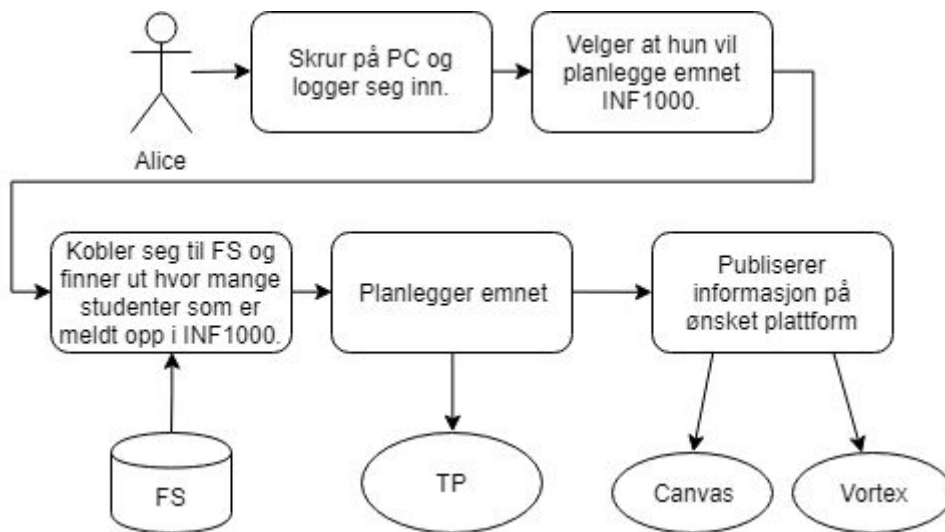 Skrur på PC og
logger seg inn.
Velger at hun vil
planlegge emnet
INF1000.
Alice
Kobler seg til FS og
finner ut hvor mange
studenter som er
meldt opp i INF1000.
Planlegger emnet
Publiserer
informasjon på
ønsket plattform
FS
TP
Canvas
Vortex